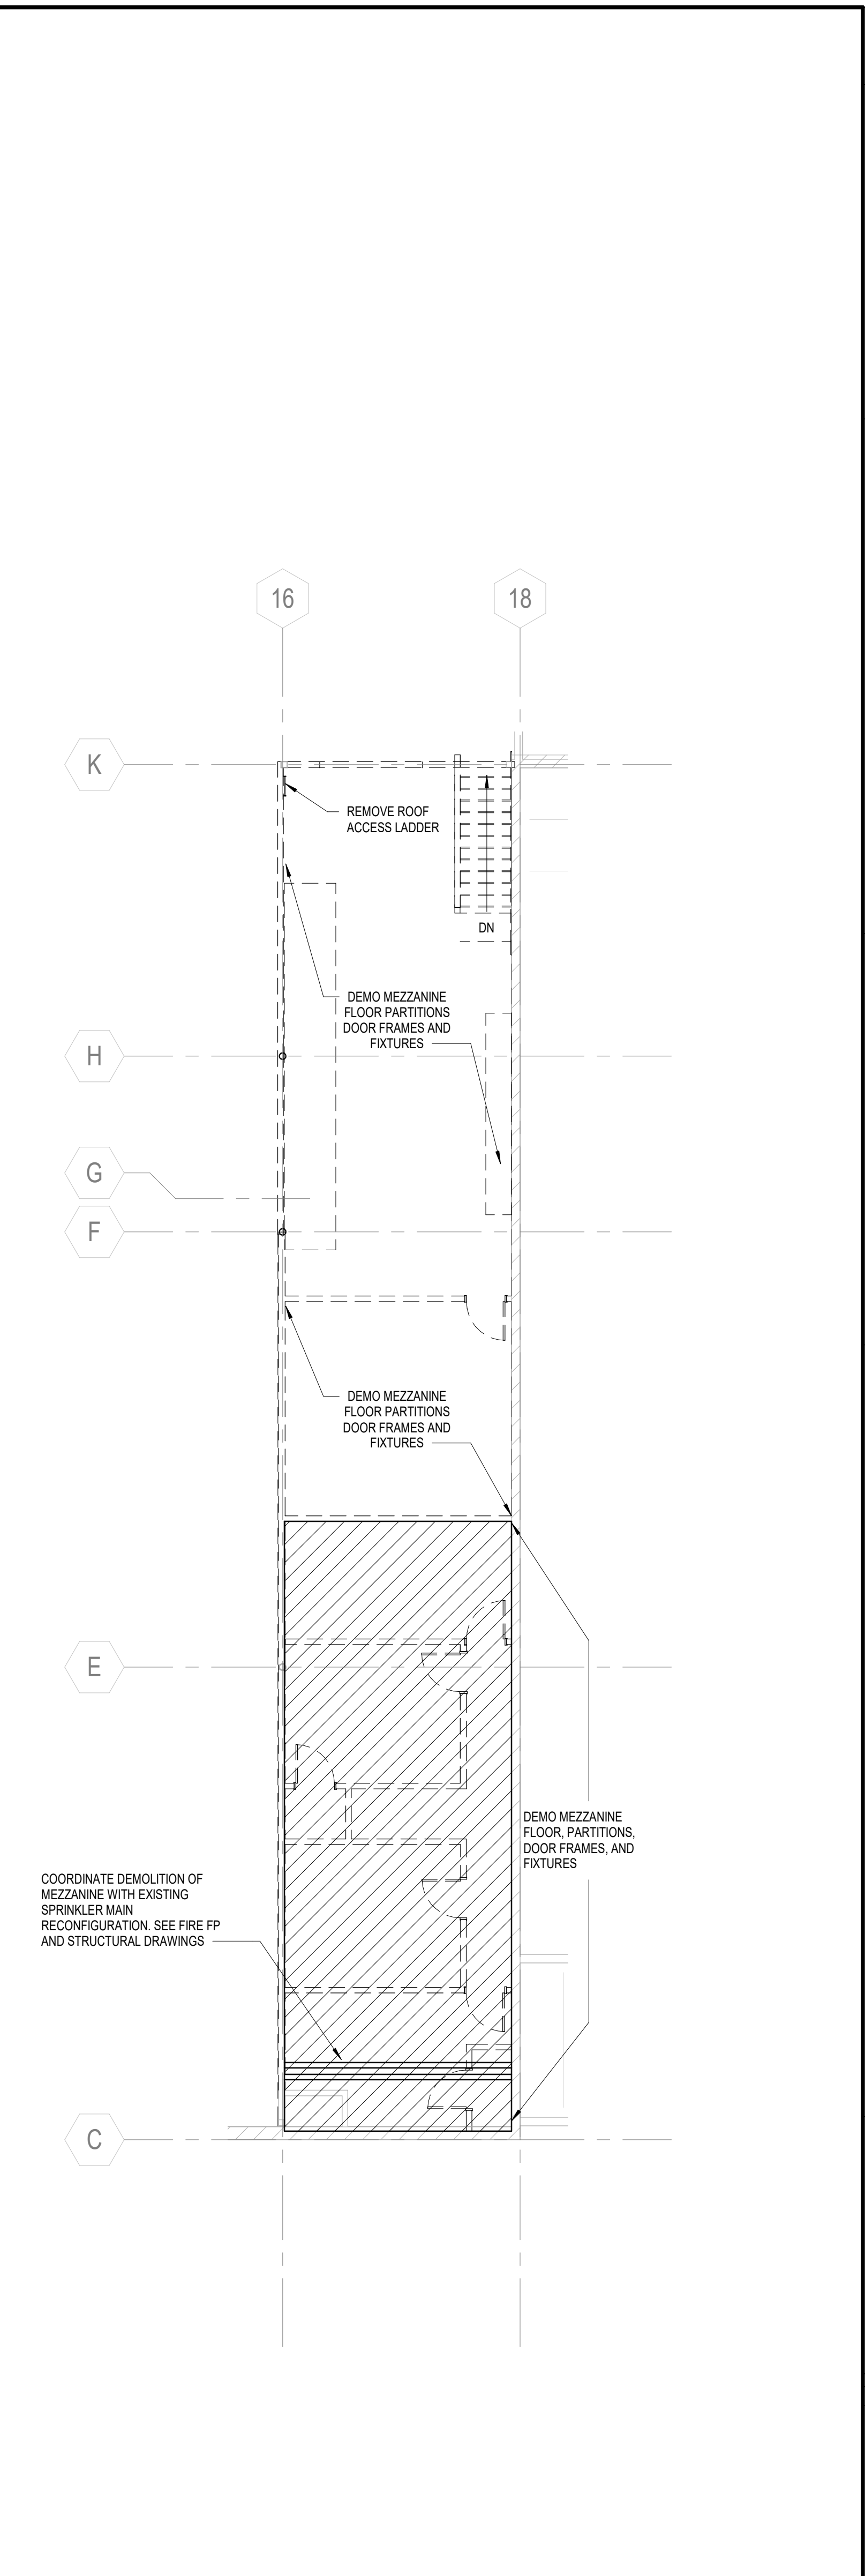 16
18
K
REMOVE ROOF
ACCESS LADDER
DN
DEMO MEZZANINE
FLOOR PARTITIONS
DOOR FRAMES AND
FIXTURES
H
G
F
DEMO MEZZANINE
FLOOR PARTITIONS
DOOR FRAMES AND
FIXTURES
E
DEMO MEZZANINE
FLOOR, PARTITIONS,
DOOR FRAMES, AND
FIXTURES
COORDINATE DEMOLITION OF
MEZZANINE WITH EXISTING
SPRINKLER MAIN
RECONFIGURATION. SEE FIRE FP
AND STRUCTURAL DRAWINGS
C